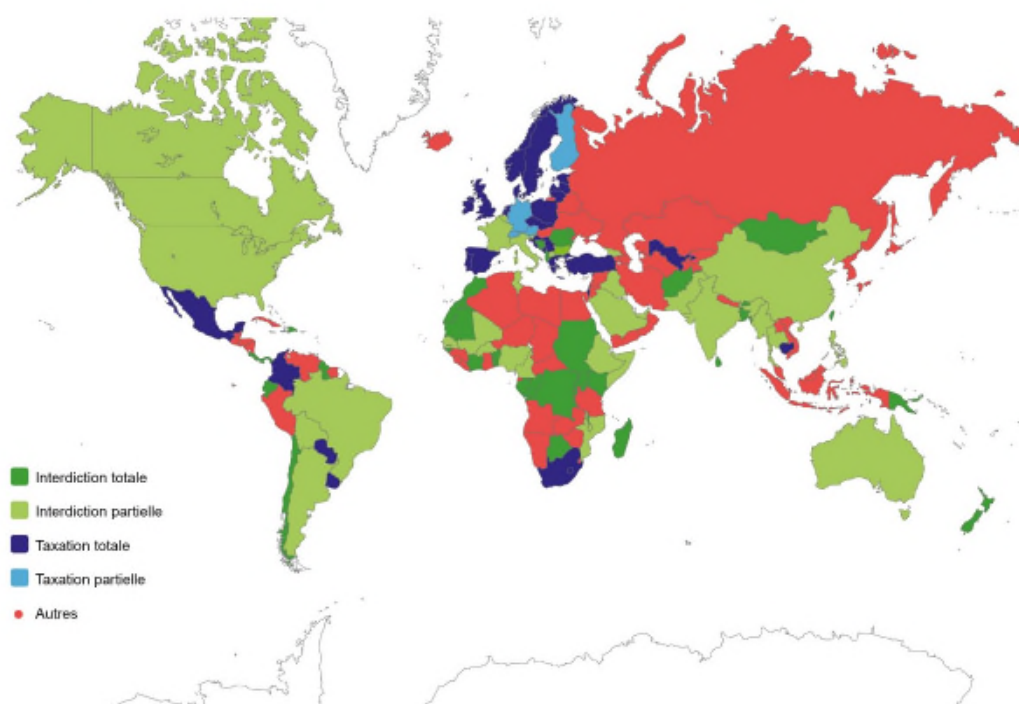 Interdiction totale
Interdiction partielle
Taxation totale
Taxation partielle
Autres